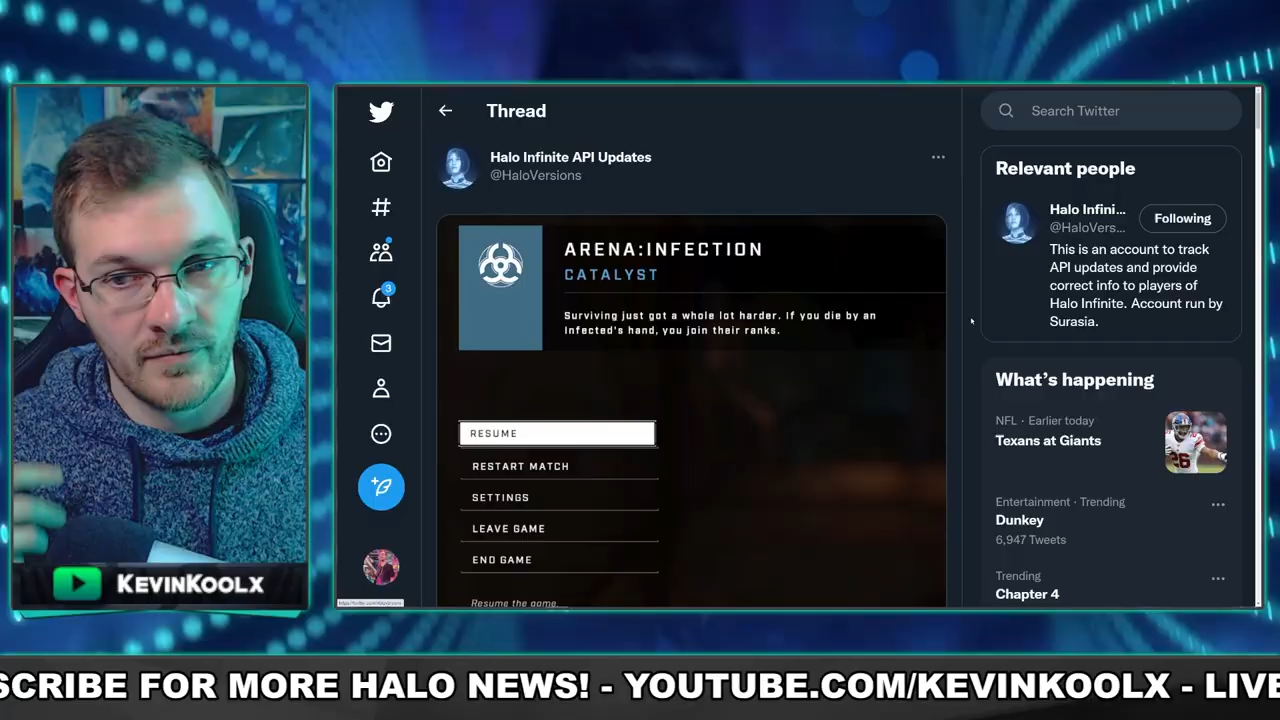 Thread
Search Twitter
Halo Infinite API Updates
@HaloVersions
ARENA:INFECTION
CATALYST
Surviving just got a whole lot harder. If you die by an
Infected's hand, you join their ranks.
RESUME
RESTART MATCH
SETTINGS
LEAVE GAME
END GAME
Resume the game.
3
Relevant people
Halo Infini...
Following
@HaloVers...
This is an account to track
API updates and provide
correct info to players of
Halo Infinite. Account run by
Surasia.
What's happening
NFL · Earlier today
Texans at Giants
Entertainment · Trending
Dunkey
6,947 Tweets
Trending
Chapter 4
KEVINKOOLX
SCRIBE FOR MORE HALO NEWS! - YOUTUBE.COM/KEVINKOOLX - LIVE